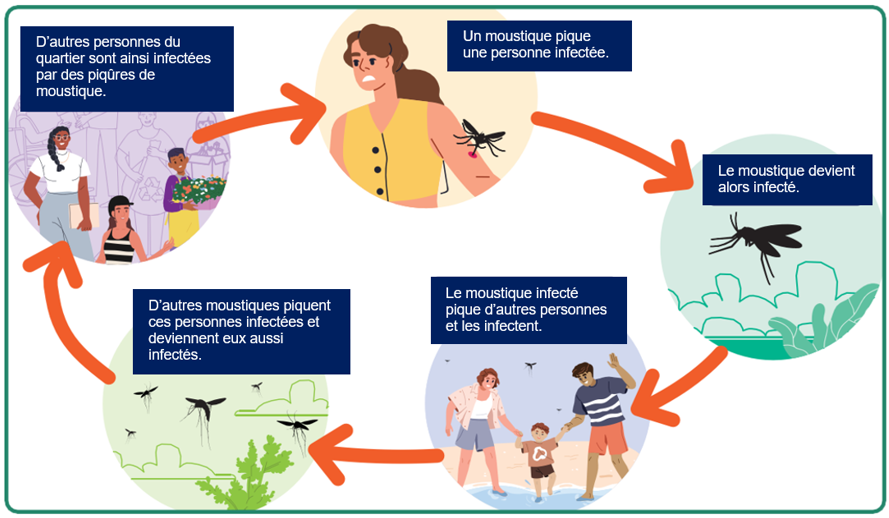 Un moustique pique
une personne infectée.
Le moustique devient
alors infecté.
Le moustique infecté
pique d'autres personnes
et les infectent.
D'autres moustiques piquent
ces personnes infectées et
deviennent eux aussi
infectés.
D'autres personnes du
quartier sont ainsi infectées
par des piqûres de
moustique.